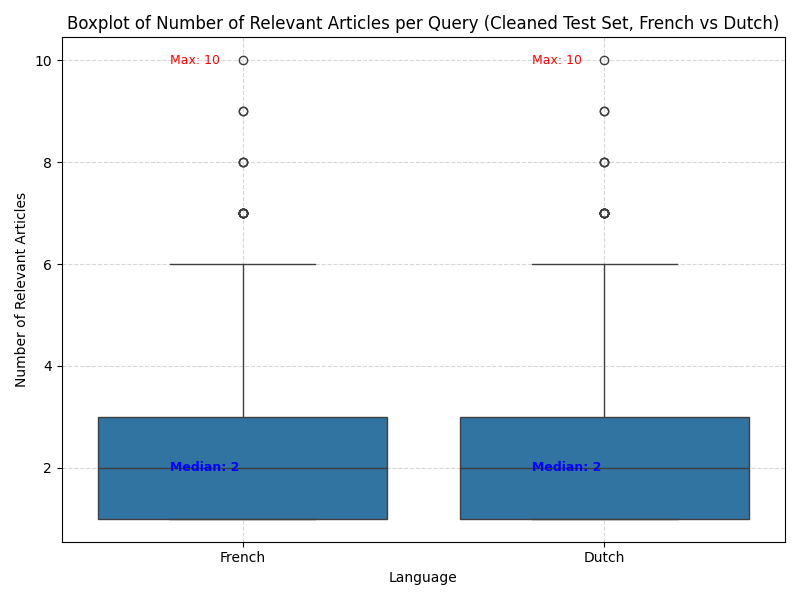 Boxplot of Number of Relevant Articles per Query (Cleaned Test Set, French vs Dutch)
Number of Relevant Articles
10
8
6
4
2
Max: 10
Max: 10
Median: 2
Median: 2
French
Dutch
Language